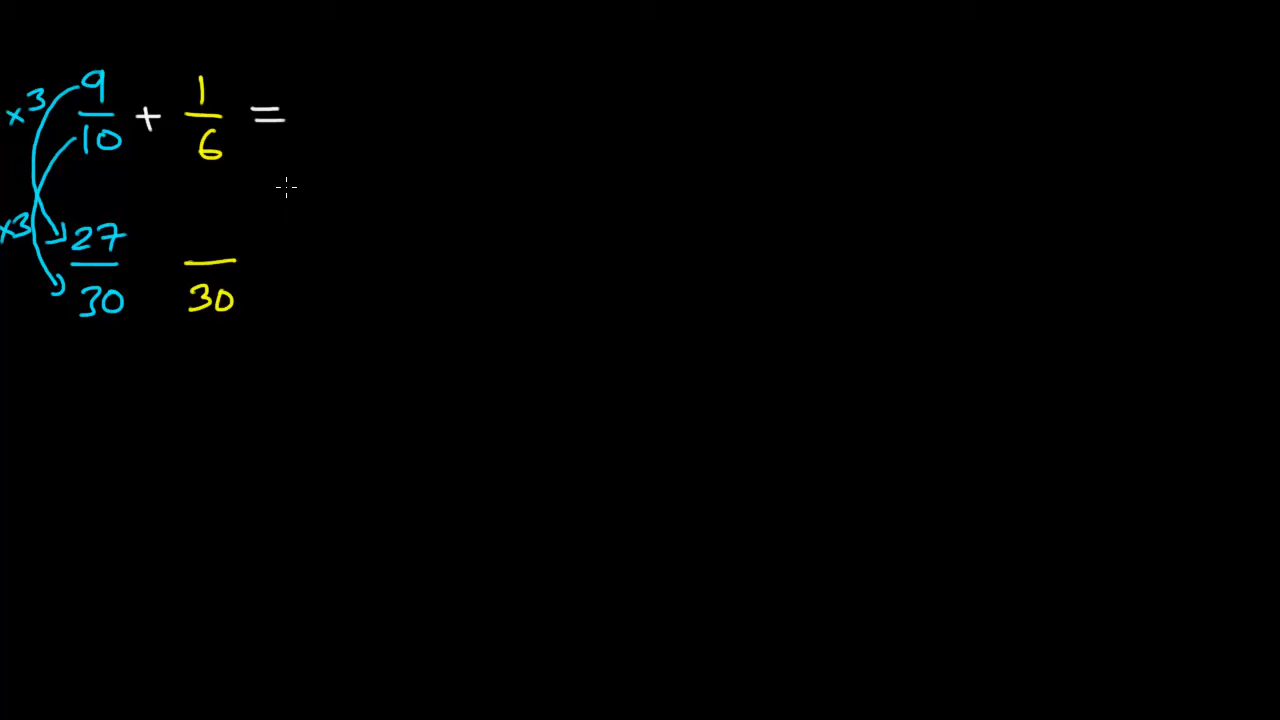 ×3 9/10 + 1/6 =
×3 27/30 /30